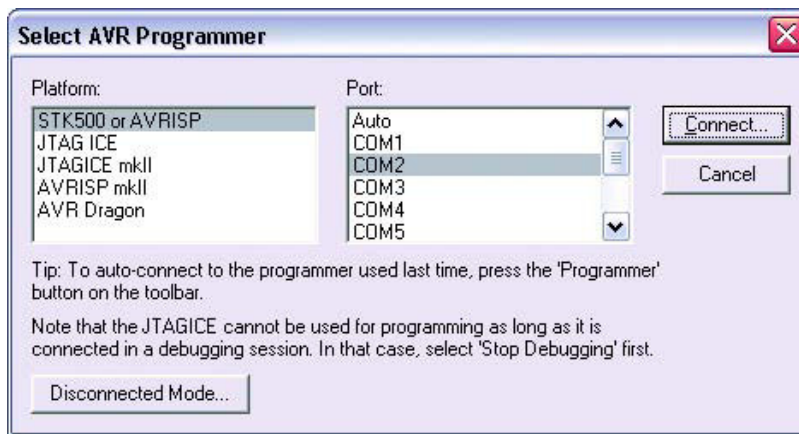 Select AVR Programmer
Platform:
STK500 or AVRISP
JTAG ICE
JTAGICE mkII
AVRISP mkII
AVR Dragon
Port:
Auto
COM1
COM2
COM3
COM4
COM5
Connect...
Cancel
Tip: To auto-connect to the programmer used last time, press the 'Programmer'
button on the toolbar.
Note that the JTAGICE cannot be used for programming as long as it is
connected in a debugging session. In that case, select 'Stop Debugging' first.
Disconnected Mode...